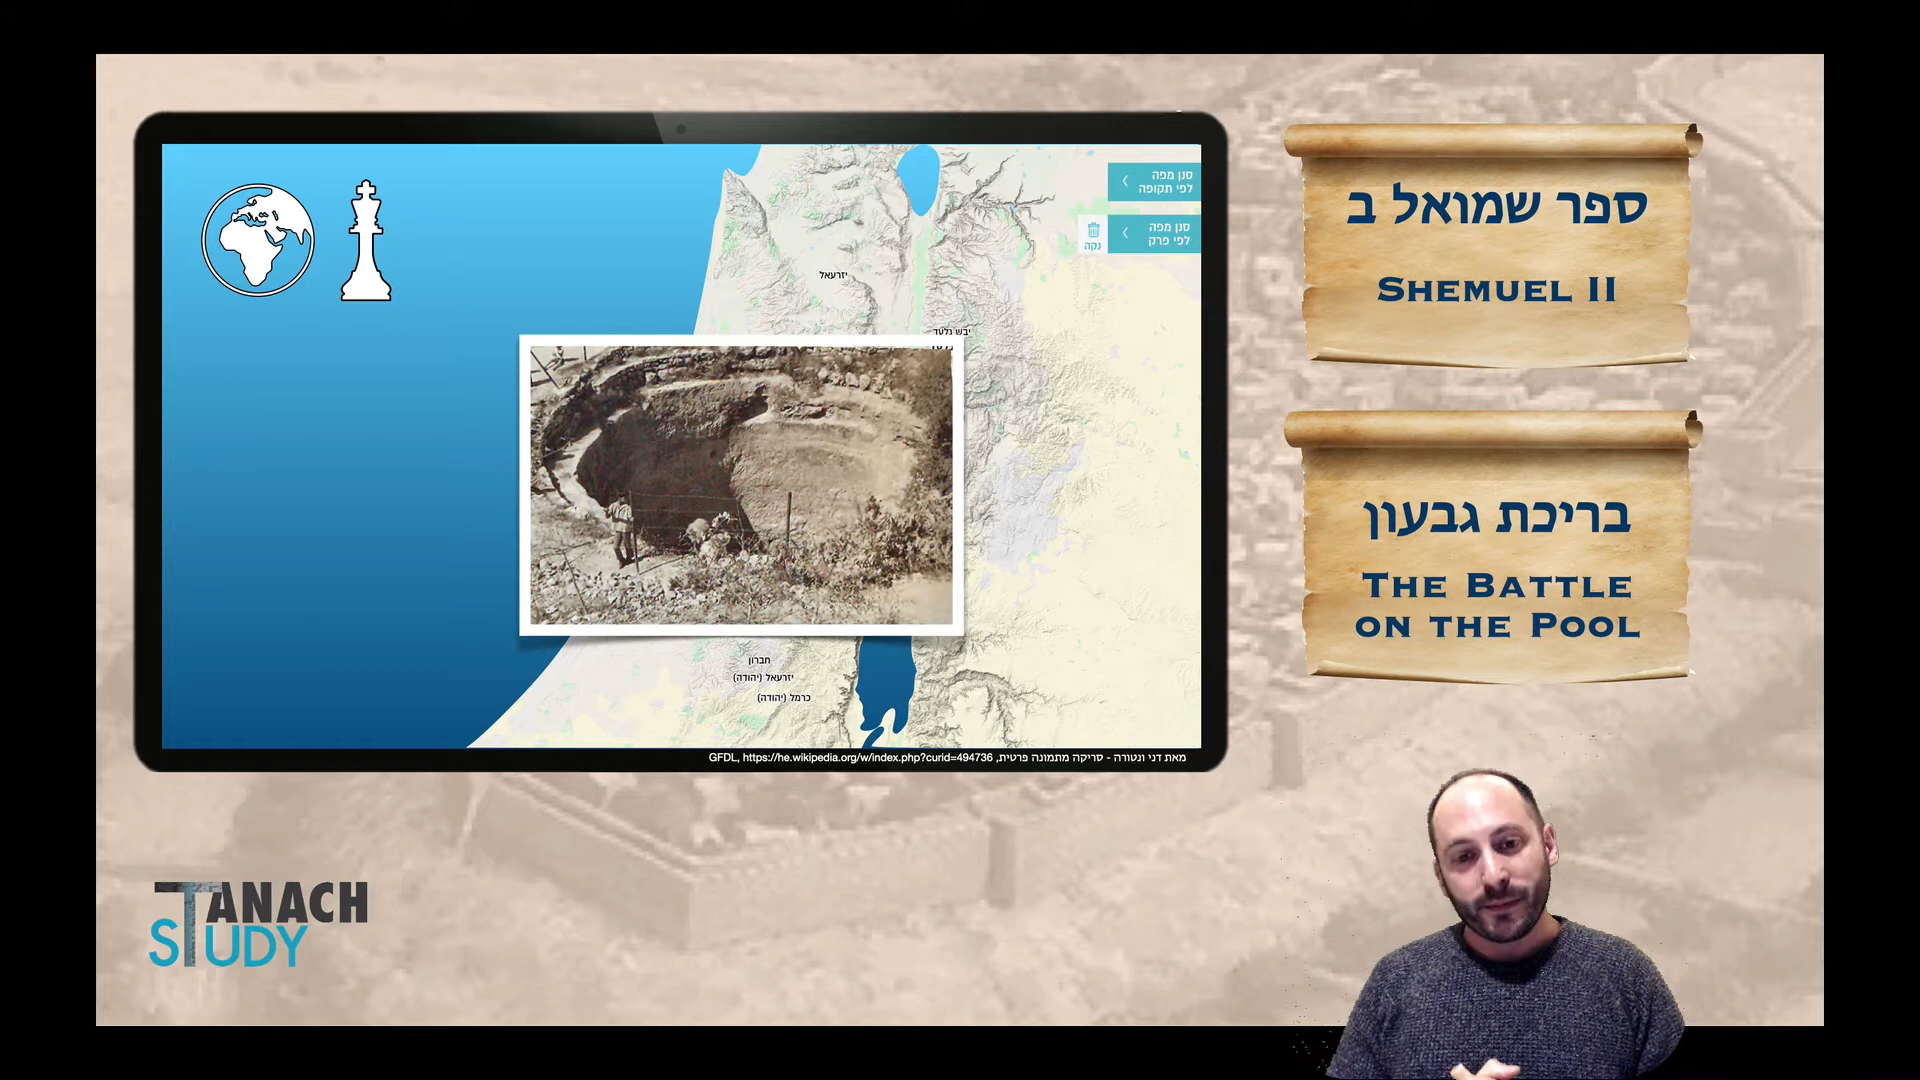 סנן מפה
לפי תקופה
סנן מפה
לפי פרק
נקה
יזרעאל
יבש גלעד
חברון
יזרעאל (יהודה)
כרמל (יהודה)
מאת דני ונטורה - סריקה מתמונה פרטית, GFDL, https://he.wikipedia.org/w/index.php?curid=494736
ספר שמואל ב
SHEMUEL II
בריכת גבעון
THE BATTLE
ON THE POOL
TANACH
STUDY